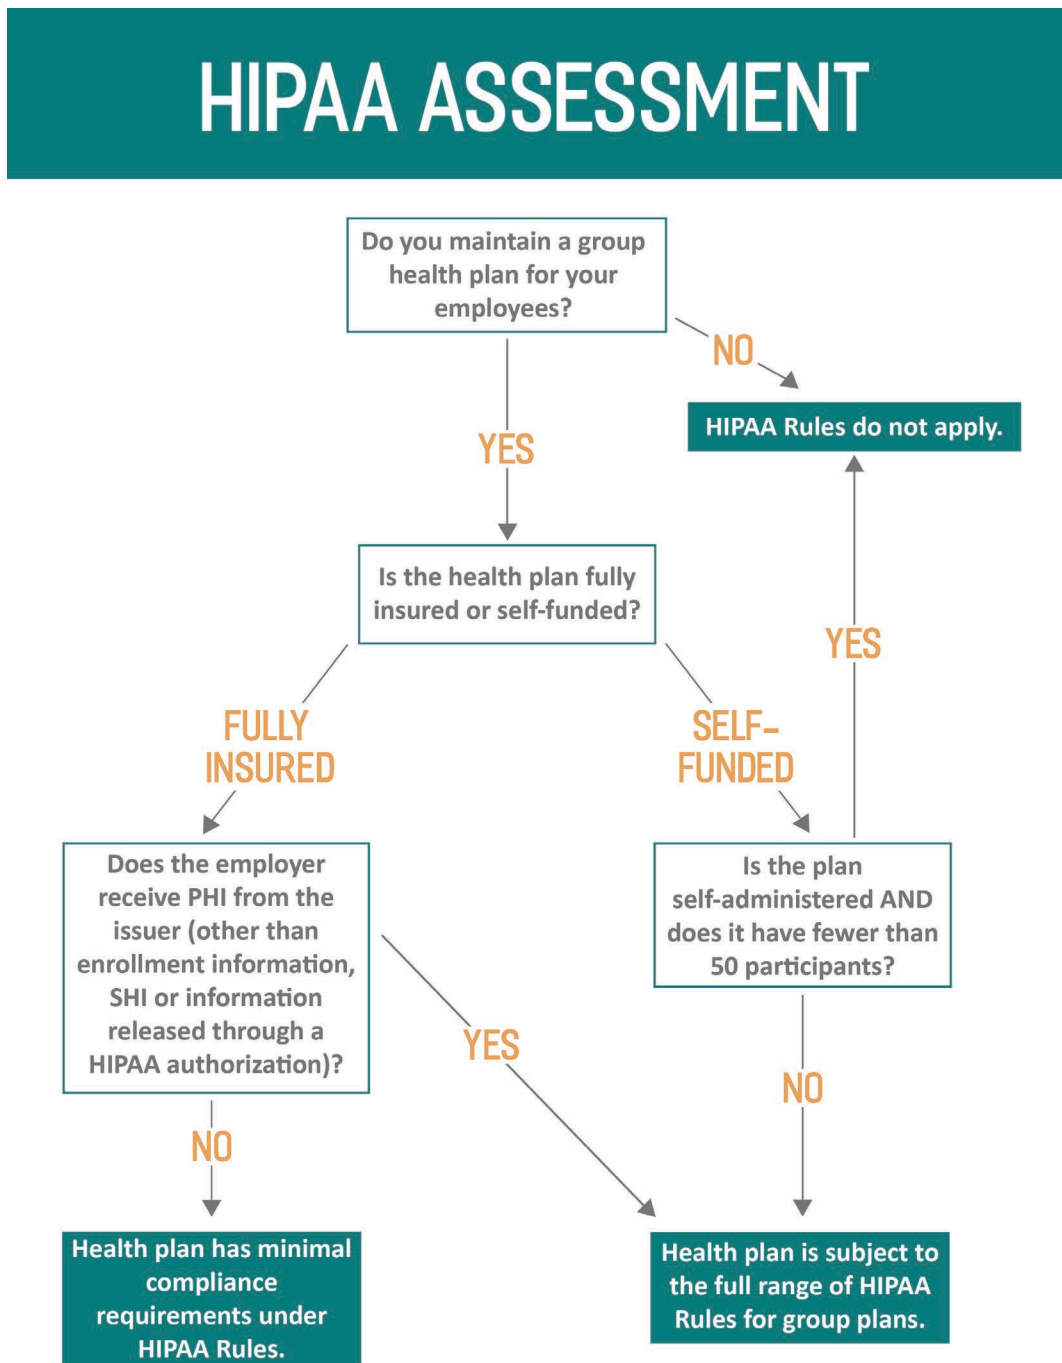 HIPAA ASSESSMENT
Do you maintain a group
health plan for your
employees?
NO
HIPAA Rules do not apply.
YES
Is the health plan fully
insured or self-funded?
YES
FULLY
INSURED
SELF-
FUNDED
Does the employer
receive PHI from the
issuer (other than
enrollment information,
SHI or information
released through a
HIPAA authorization)?
Is the plan
self-administered AND
does it have fewer than
50 participants?
YES
NO
NO
Health plan has minimal
compliance
requirements under
HIPAA Rules.
Health plan is subject to
the full range of HIPAA
Rules for group plans.